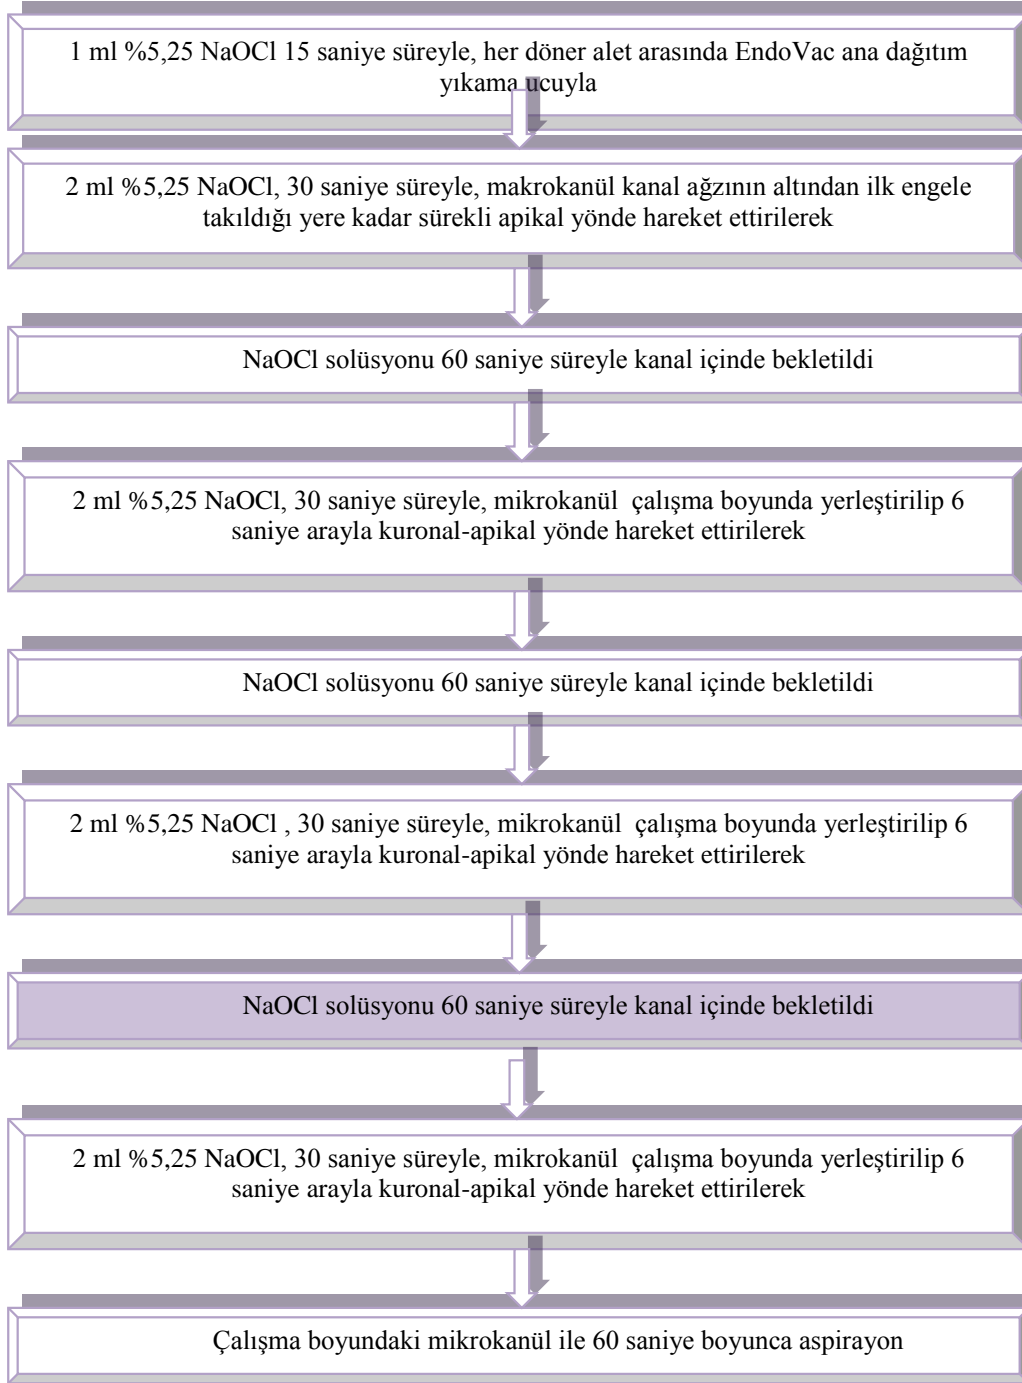 1 ml %5,25 NaOCl 15 saniye süreyle, her döner alet arasında EndoVac ana dağıtım
yıkama ucuyla
2 ml %5,25 NaOCl, 30 saniye süreyle, makrokanül kanal ağzının altından ilk engele
takıldığı yere kadar sürekli apikal yönde hareket ettirilerek
NaOCl solüsyonu 60 saniye süreyle kanal içinde bekletildi
2 ml %5,25 NaOCl, 30 saniye süreyle, mikrokanül çalışma boyunda yerleştirilip 6
saniye arayla kuronal-apikal yönde hareket ettirilerek
NaOCl solüsyonu 60 saniye süreyle kanal içinde bekletildi
2 ml %5,25 NaOCl , 30 saniye süreyle, mikrokanül çalışma boyunda yerleştirilip 6
saniye arayla kuronal-apikal yönde hareket ettirilerek
NaOCl solüsyonu 60 saniye süreyle kanal içinde bekletildi
2 ml %5,25 NaOCl, 30 saniye süreyle, mikrokanül çalışma boyunda yerleştirilip 6
saniye arayla kuronal-apikal yönde hareket ettirilerek
Çalışma boyundaki mikrokanül ile 60 saniye boyunca aspirayon